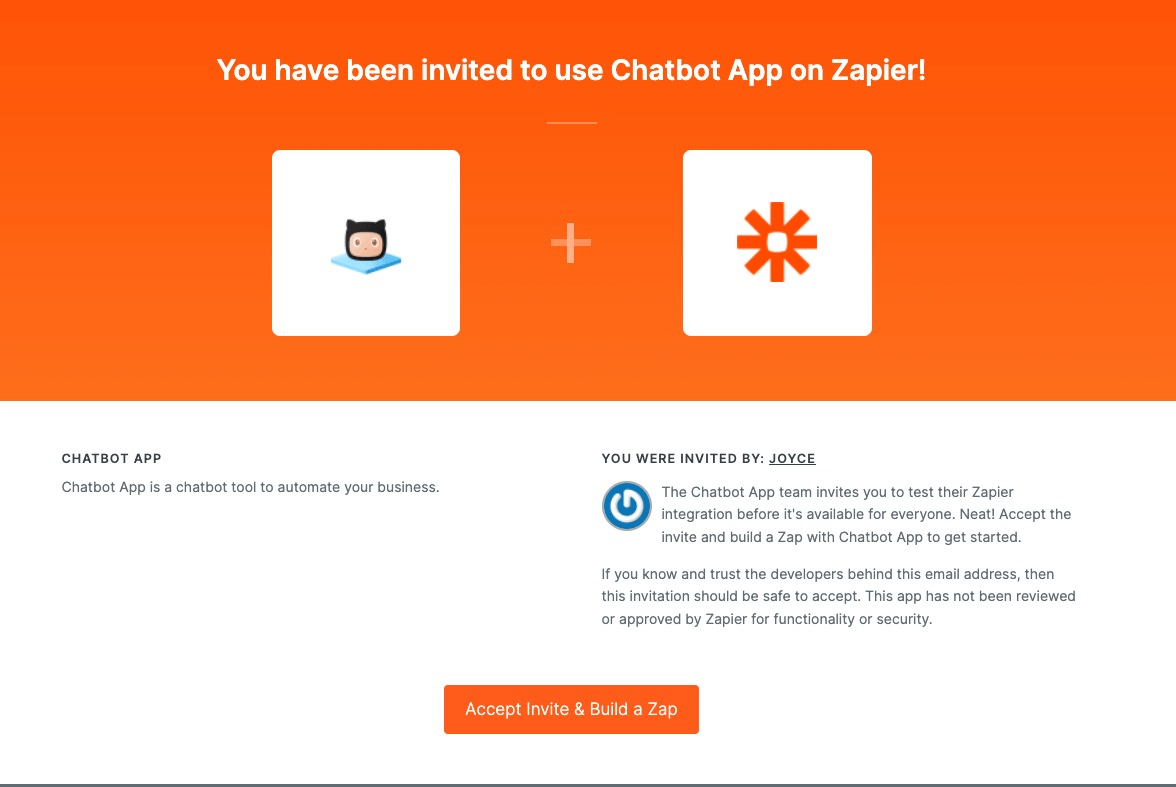 You have been invited to use Chatbot App on Zapier!
CHATBOT APP
Chatbot App is a chatbot tool to automate your business.
YOU WERE INVITED BY: JOYCE
The Chatbot App team invites you to test their Zapier
integration before it's available for everyone. Neat! Accept the
invite and build a Zap with Chatbot App to get started.
If you know and trust the developers behind this email address, then
this invitation should be safe to accept. This app has not been reviewed
or approved by Zapier for functionality or security.
Accept Invite & Build a Zap